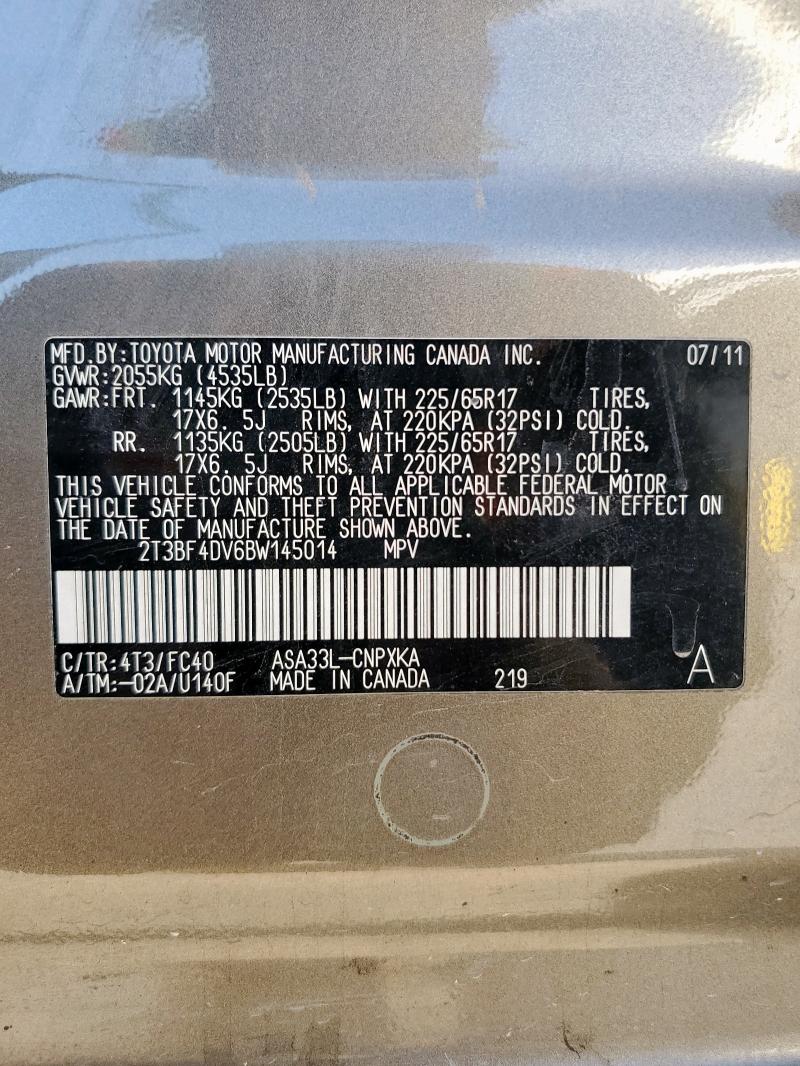 MFD.BY:TOYOTA MOTOR MANUFACTURING CANADA INC. 07/11
GVWR:2055KG (4535LB)
GAWR:FRT. 1145KG (2535LB) WITH 225/65R17 TIRES,
17X6. 5J RIMS, AT 220KPA (32PSI) COLD.
RR. 1135KG (2505LB) WITH 225/65R17 TIRES,
17X6. 5J RIMS, AT 220KPA (32PSI) COLD.
THIS VEHICLE CONFORMS TO ALL APPLICABLE FEDERAL MOTOR
VEHICLE SAFETY AND THEFT PREVENTION STANDARDS IN EFFECT ON
THE DATE OF MANUFACTURE SHOWN ABOVE.
2T3BF4DV6BW145014 MPV
C/TR:4T3/FC40 ASA33L-CNPXKA
A/TM:-02A/U140F MADE IN CANADA 219 A